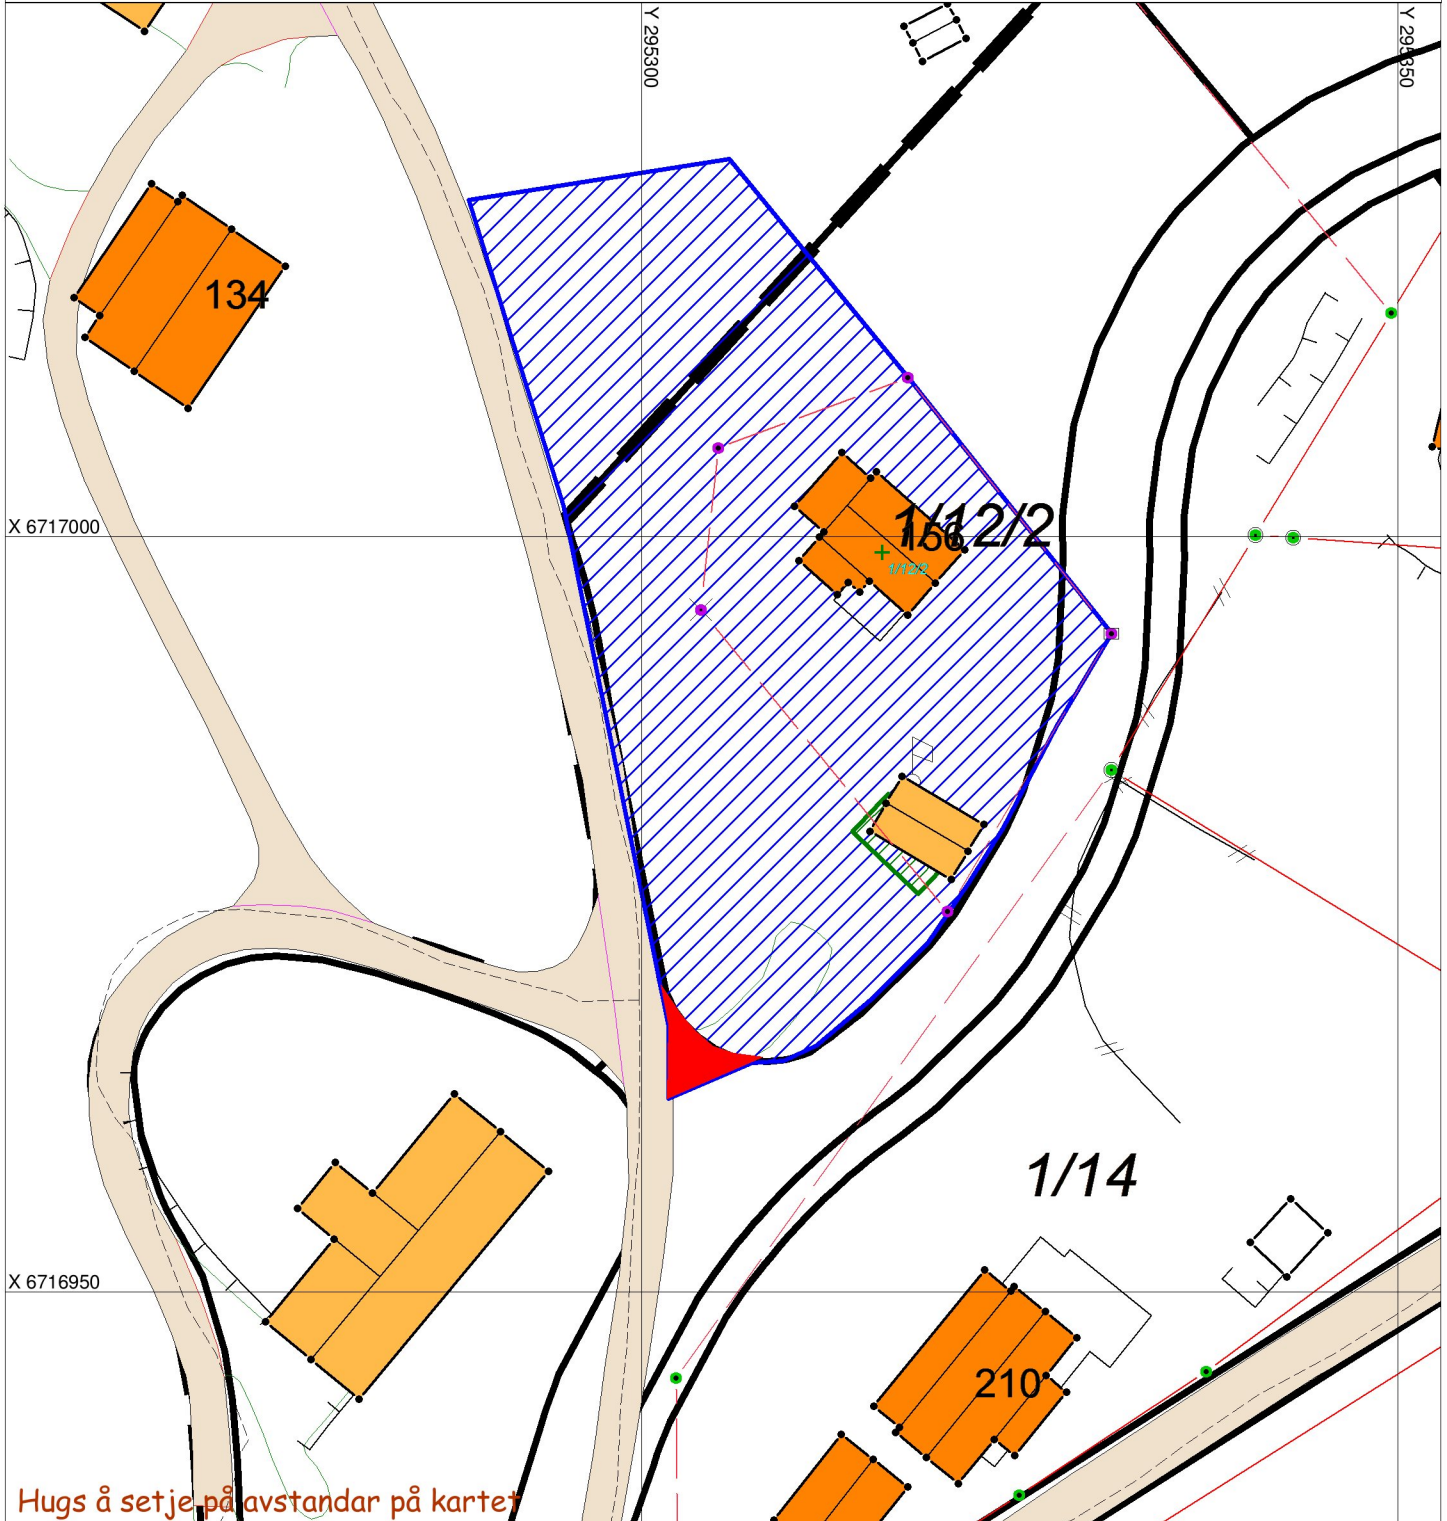 Y 295300
Y 295350
134
1/12/2
156
1/12/2
X 6717000
1/14
X 6716950
210
Hugs å setje på avstandar på kartet